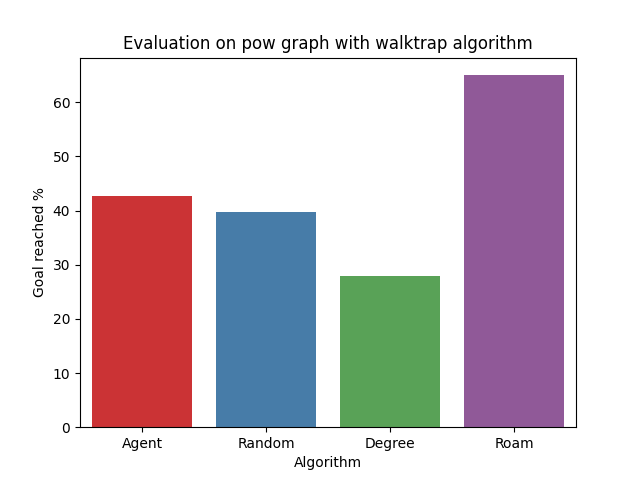 Evaluation on pow graph with walktrap algorithm
Goal reached %
60
50
40
30
20
10
0
Agent Random Degree Roam
Algorithm